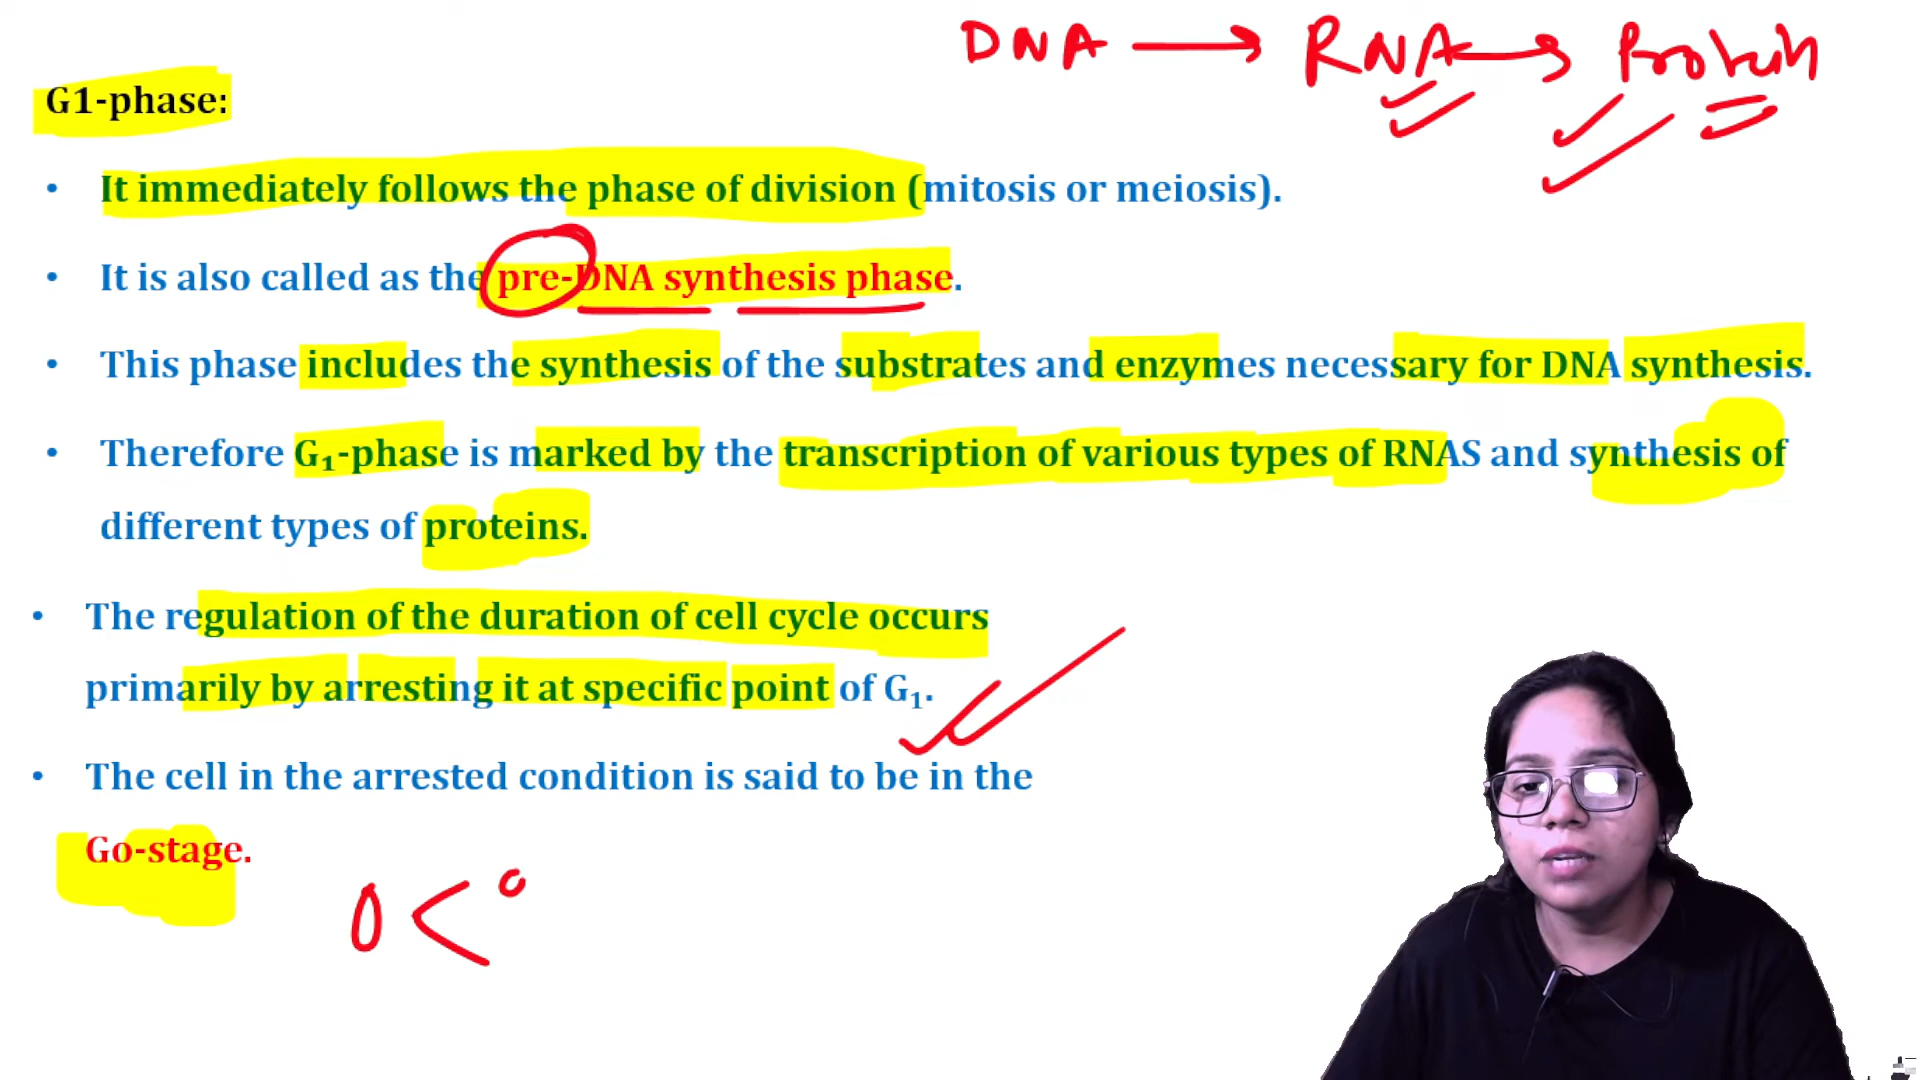 DNA → RNA → Protein
G1-phase:
• It immediately follows the phase of division (mitosis or meiosis).
• It is also called as the pre-DNA synthesis phase.
• This phase includes the synthesis of the substrates and enzymes necessary for DNA synthesis.
• Therefore G₁-phase is marked by the transcription of various types of RNAS and synthesis of
different types of proteins.
• The regulation of the duration of cell cycle occurs
primarily by arresting it at specific point of G₁.
• The cell in the arrested condition is said to be in the
Go-stage.